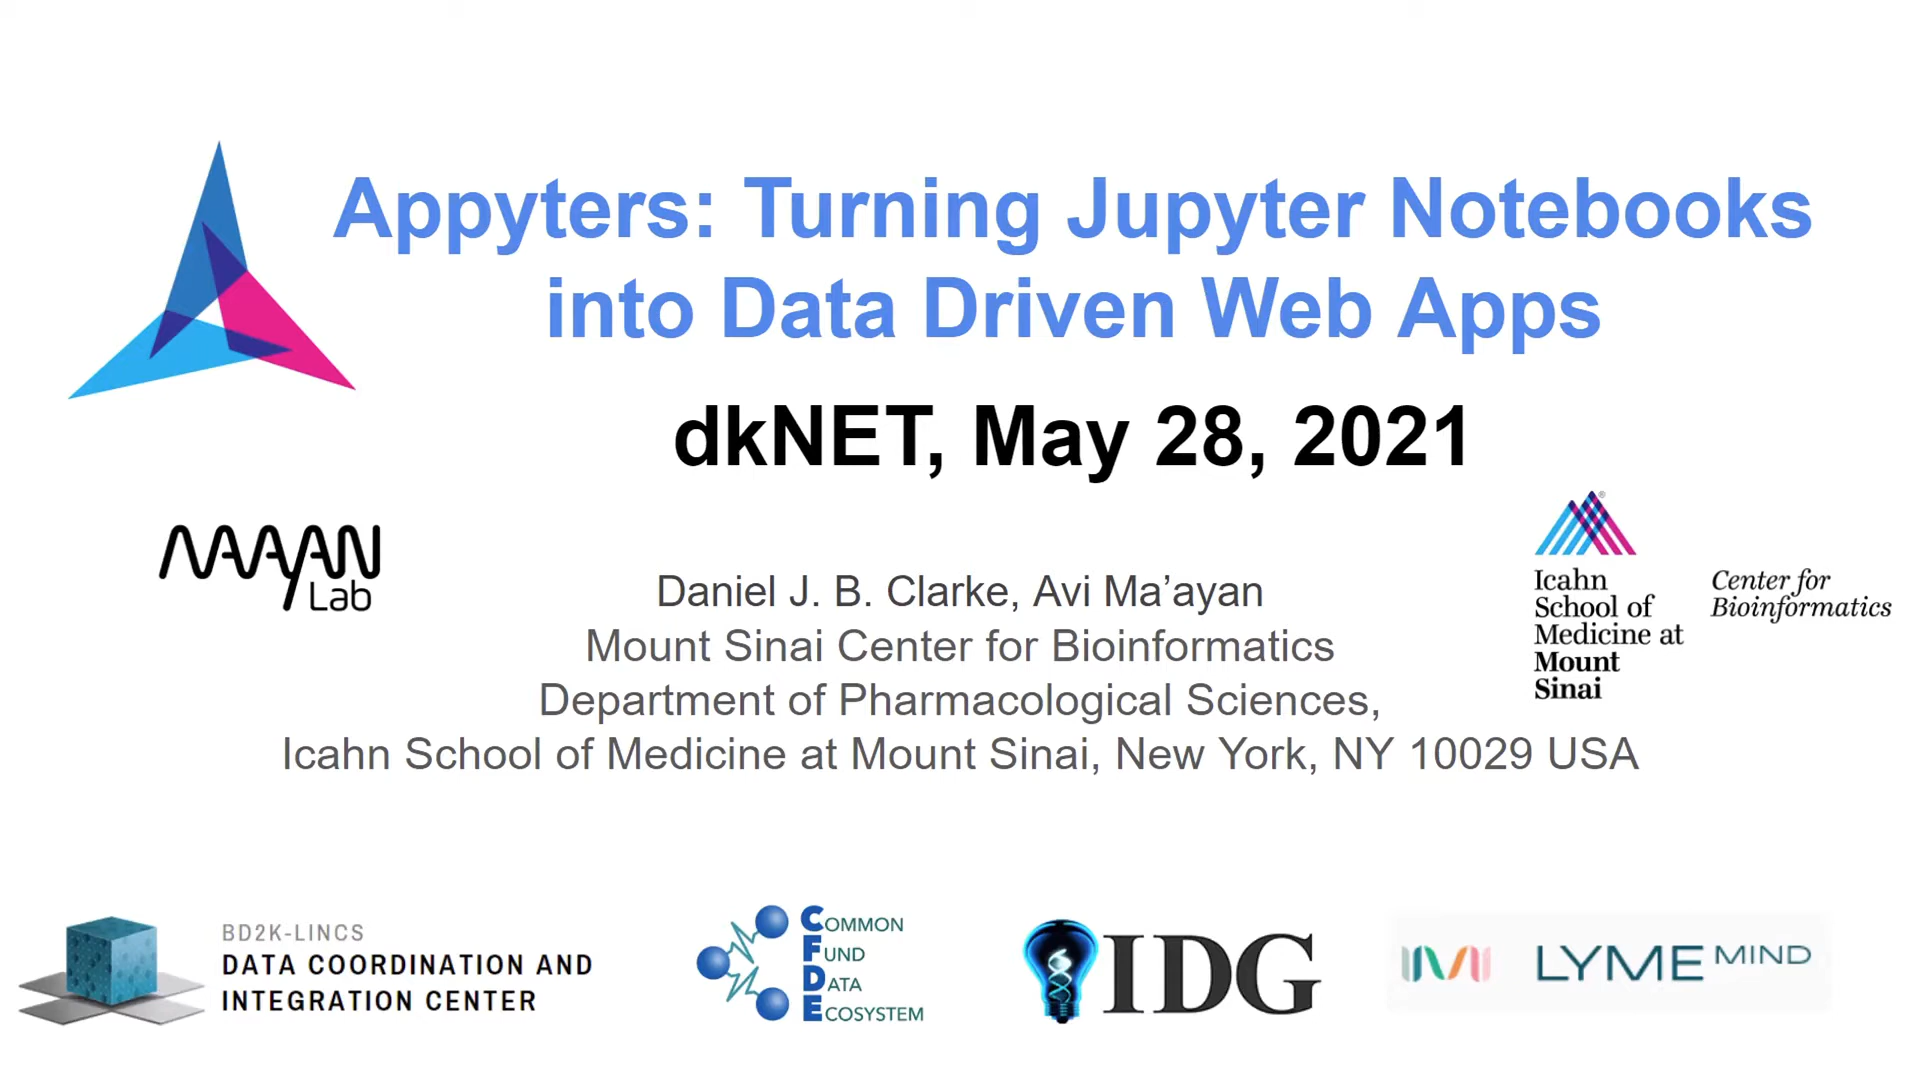 Appyters: Turning Jupyter Notebooks
into Data Driven Web Apps
dkNET, May 28, 2021
MAAYAN
Lab
Daniel J. B. Clarke, Avi Ma’ayan
Mount Sinai Center for Bioinformatics
Department of Pharmacological Sciences,
Icahn School of Medicine at Mount Sinai, New York, NY 10029 USA
®
Icahn
School of
Medicine at
Mount
Sinai
Center for
Bioinformatics
BD2K-LINCS
DATA COORDINATION AND
INTEGRATION CENTER
COMMON
FUND
DATA
ECOSYSTEM
IDG
LYME MIND